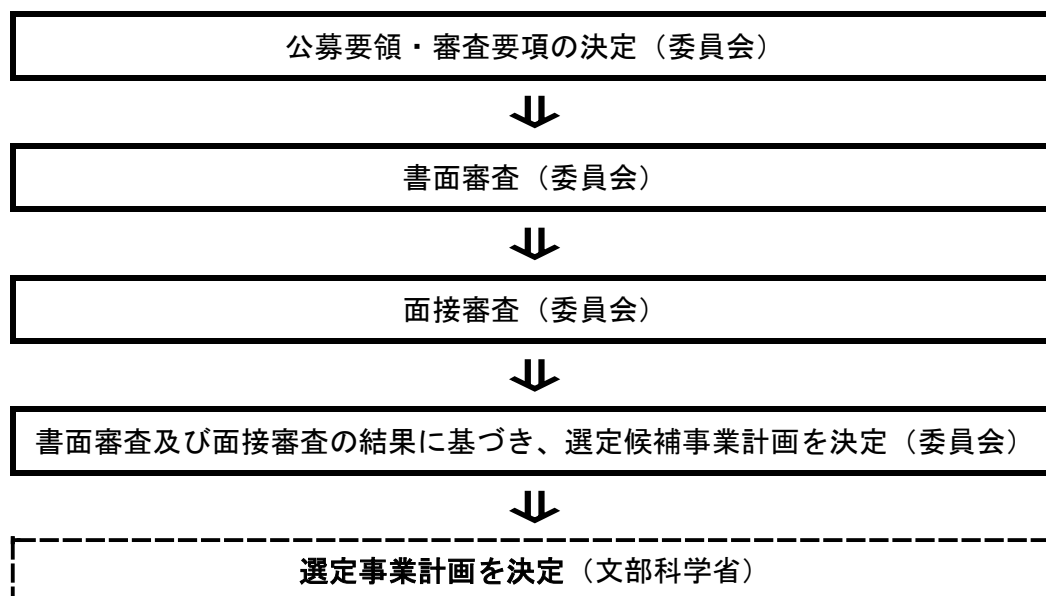 公募要領・審査要項の決定（委員会）
⇓
書面審査（委員会）
⇓
面接審査（委員会）
⇓
書面審査及び面接審査の結果に基づき、選定候補事業計画を決定（委員会）
⇓
選定事業計画を決定（文部科学省）